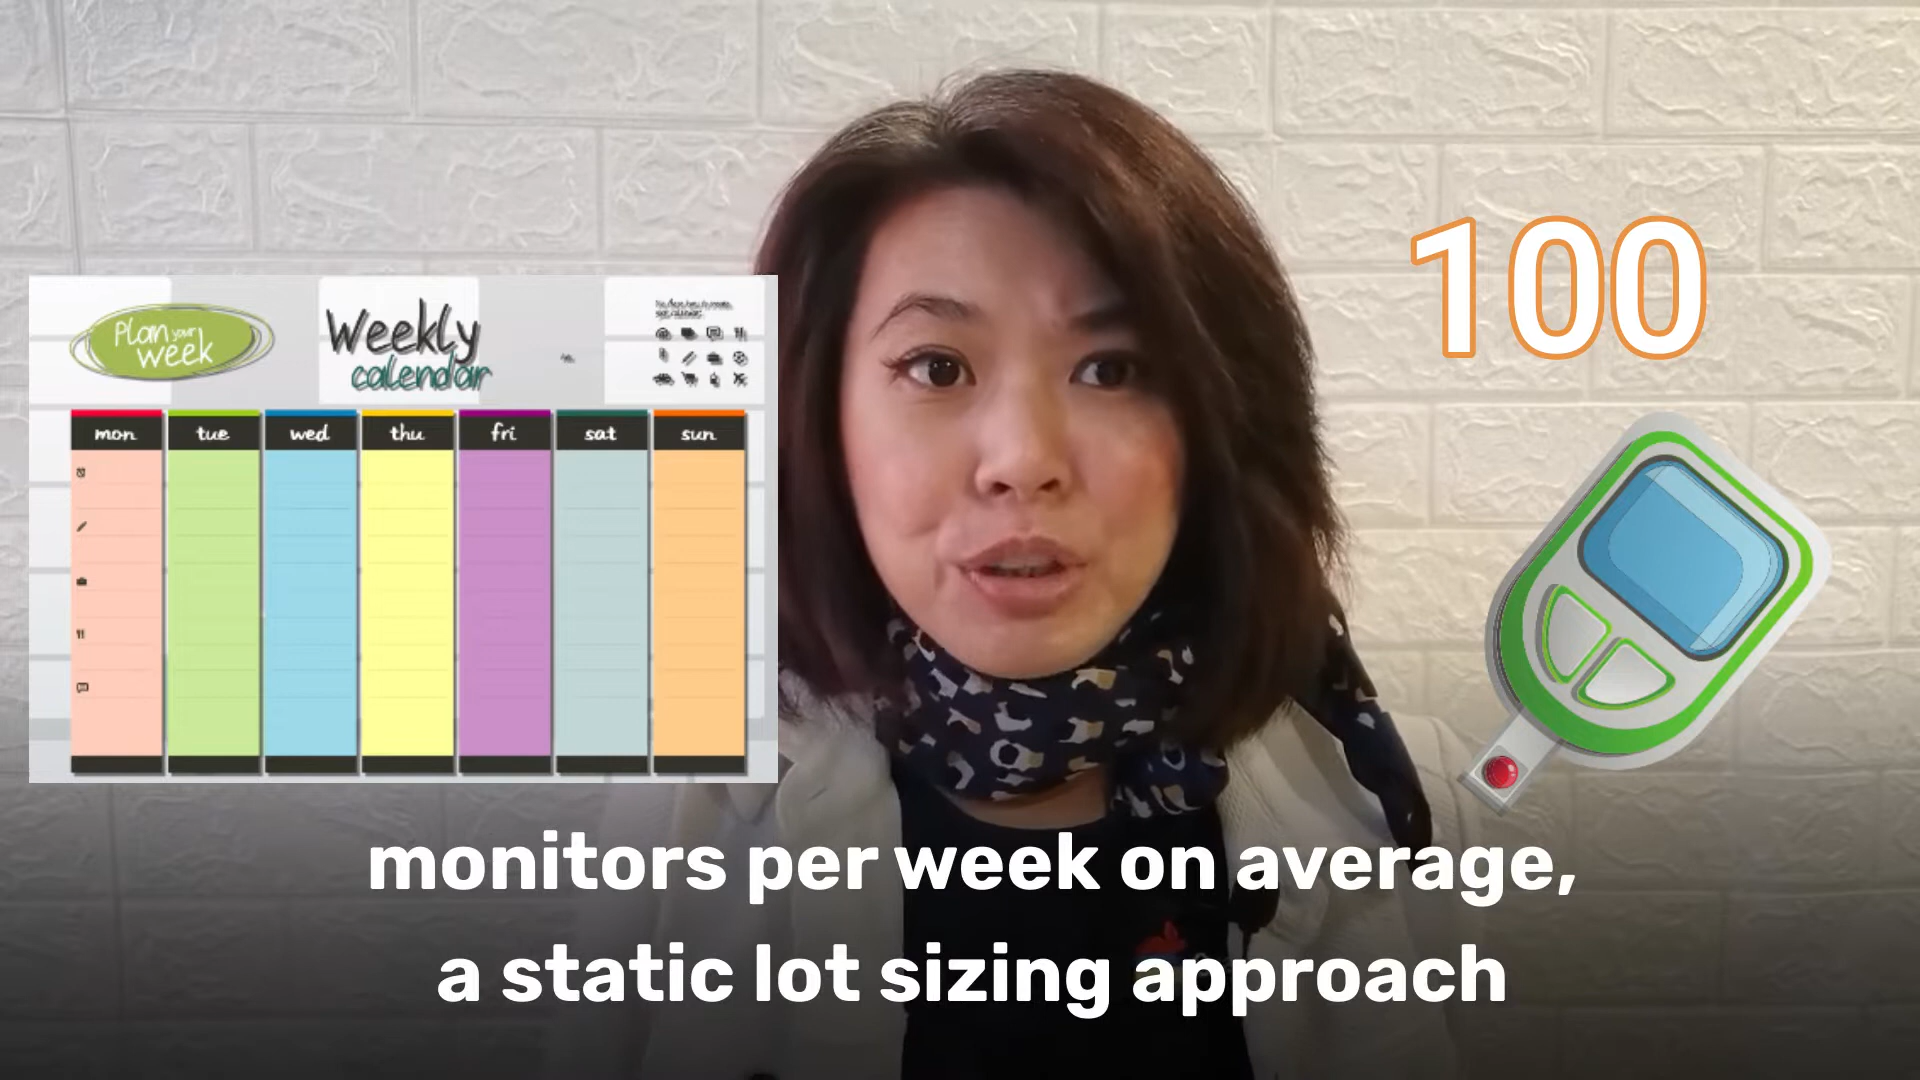 Plan your
week
Weekly
calendar
mon tue wed thu fri sat sun
100
monitors per week on average,
a static lot sizing approach